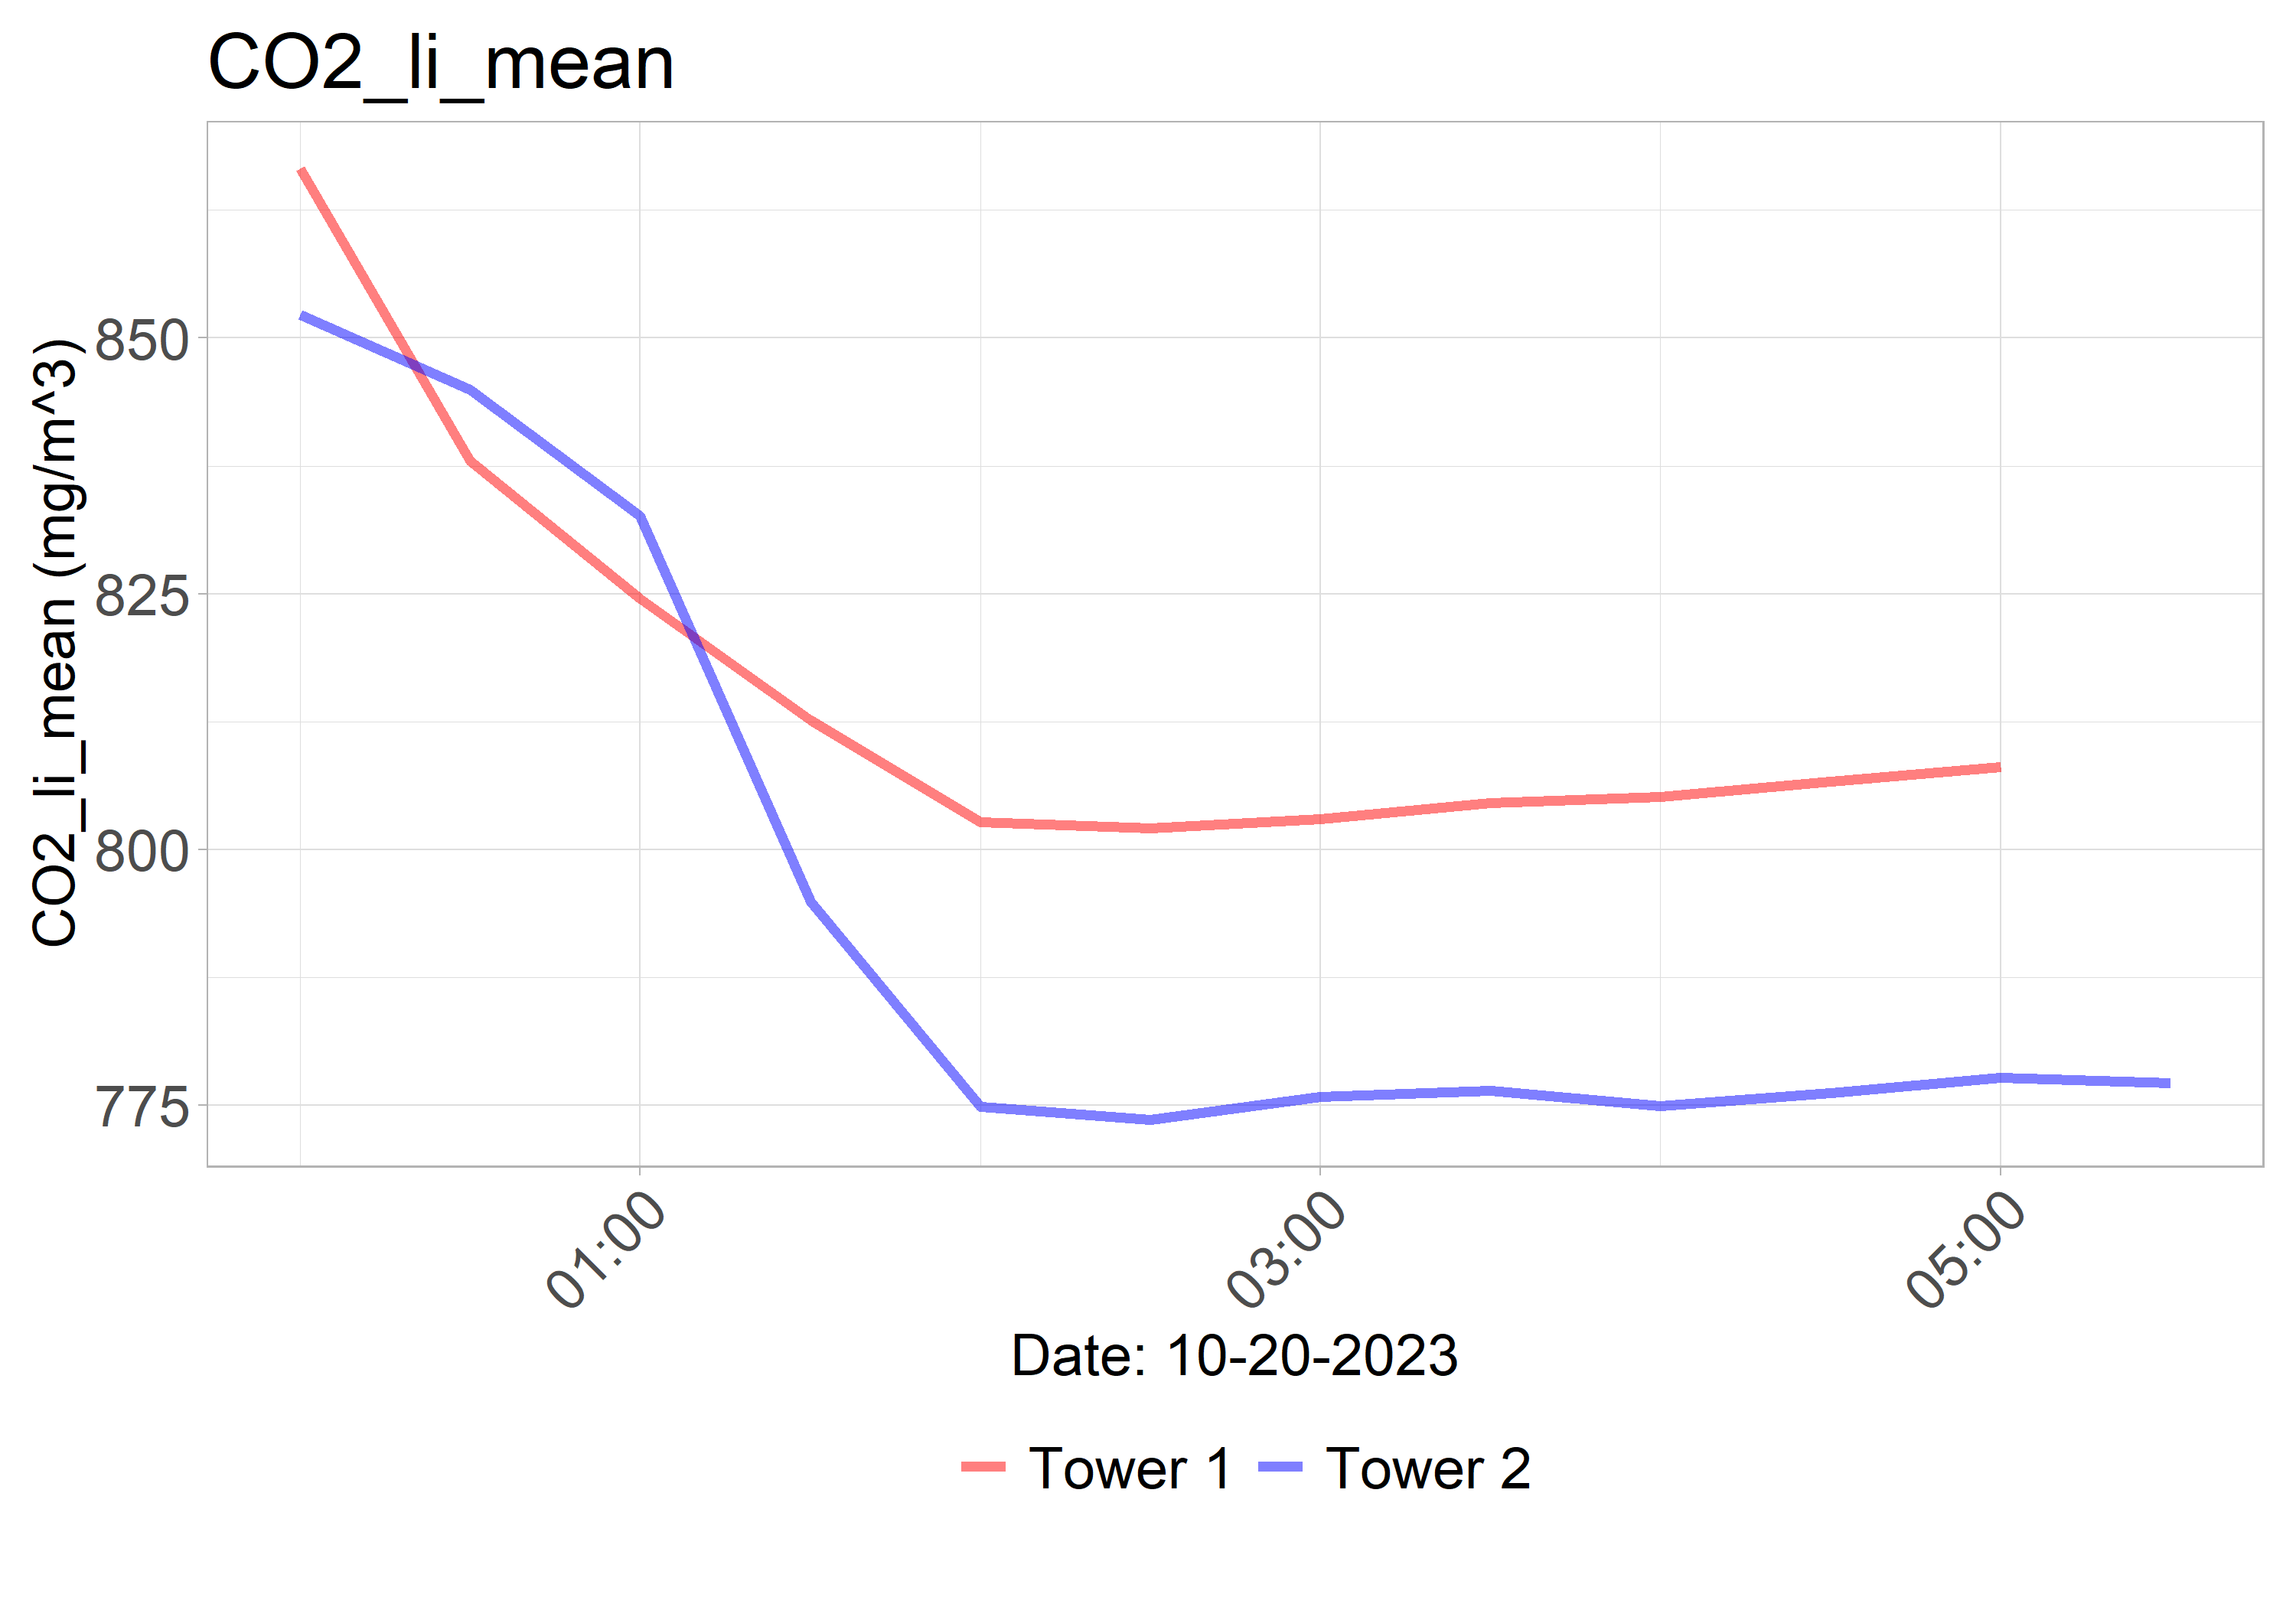 CO2_li_mean
CO2_li_mean (mg/m^3)
850
825
800
775
01:00
03:00
05:00
Date: 10-20-2023
Tower 1 Tower 2